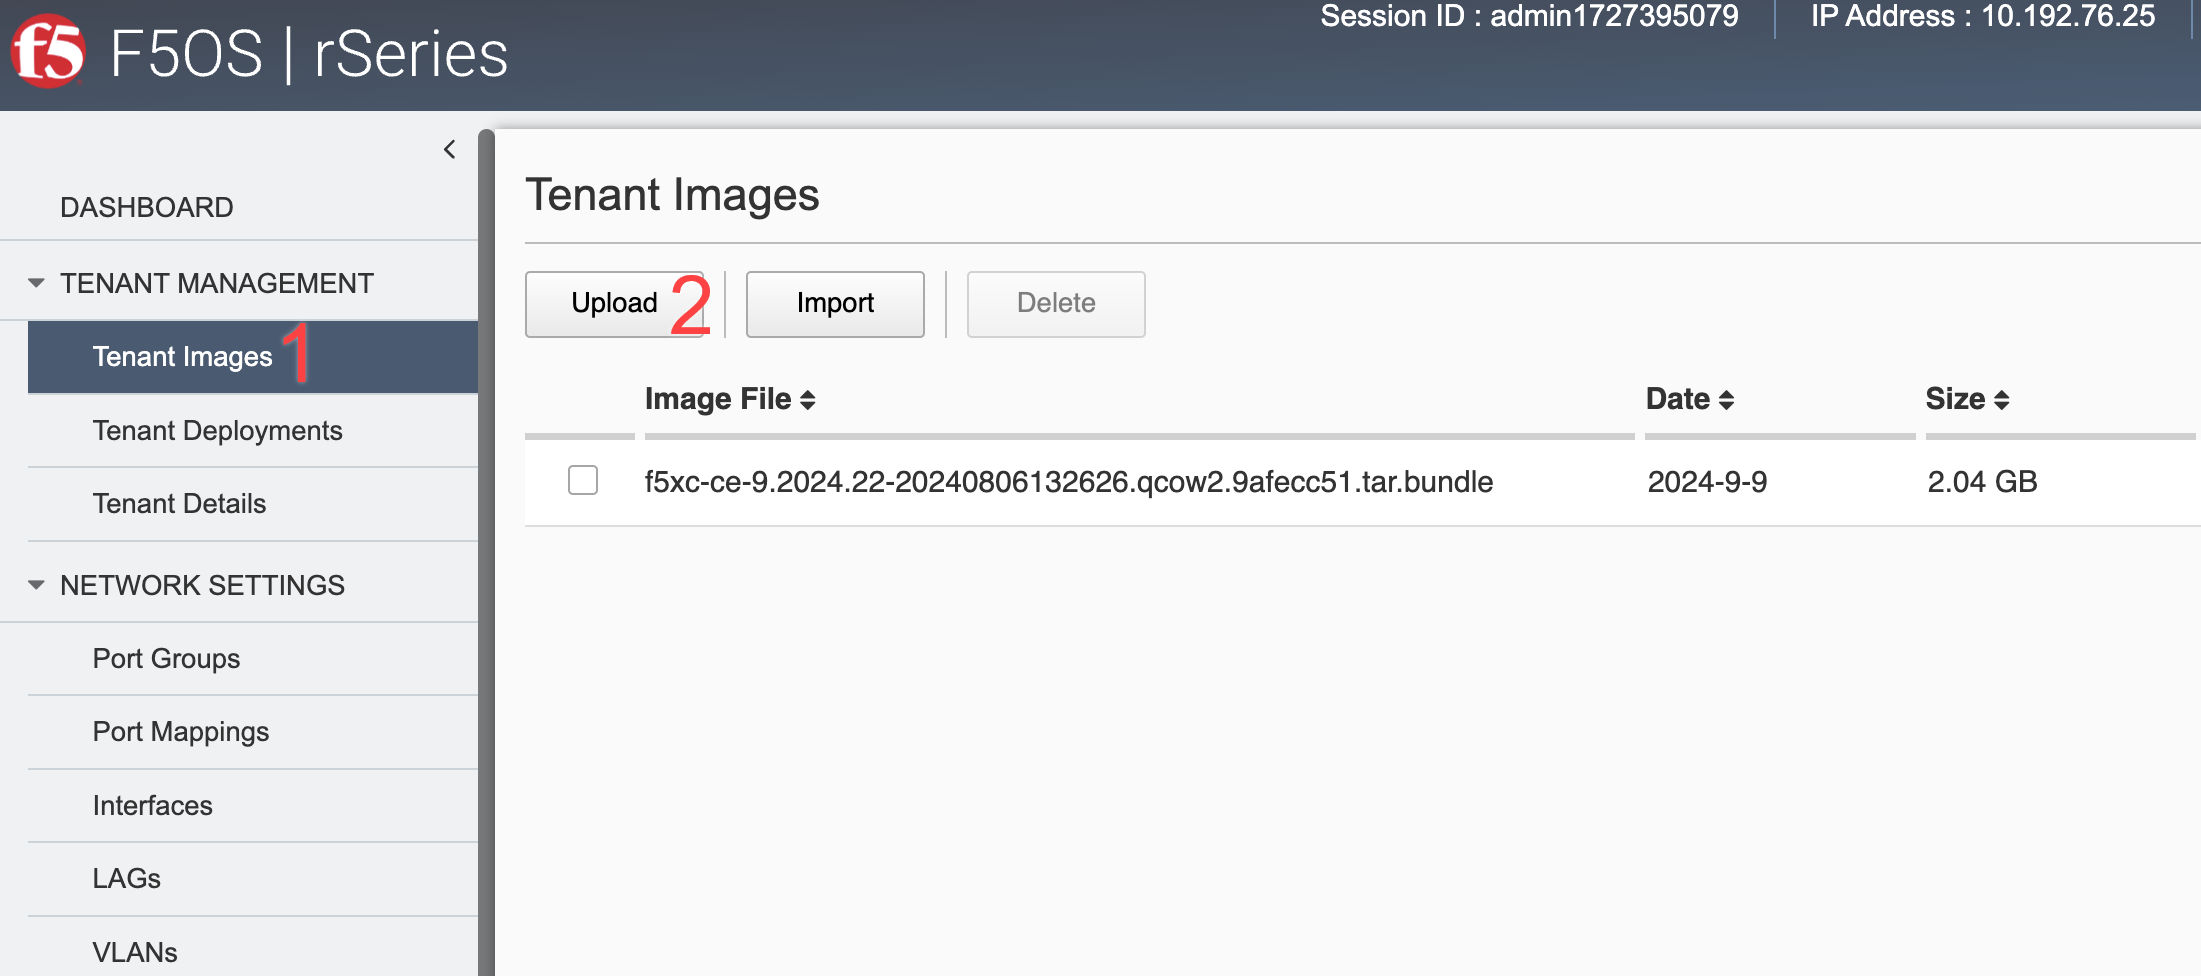 f5 F5OS | rSeries
Session ID : admin1727395079 IP Address : 10.192.76.25
DASHBOARD
TENANT MANAGEMENT
Tenant Images 1
Tenant Deployments
Tenant Details
NETWORK SETTINGS
Port Groups
Port Mappings
Interfaces
LAGs
VLANs
Tenant Images
Upload 2 Import Delete
Image File Date Size
f5xc-ce-9.2024.22-20240806132626.qcow2.9afecc51.tar.bundle 2024-9-9 2.04 GB